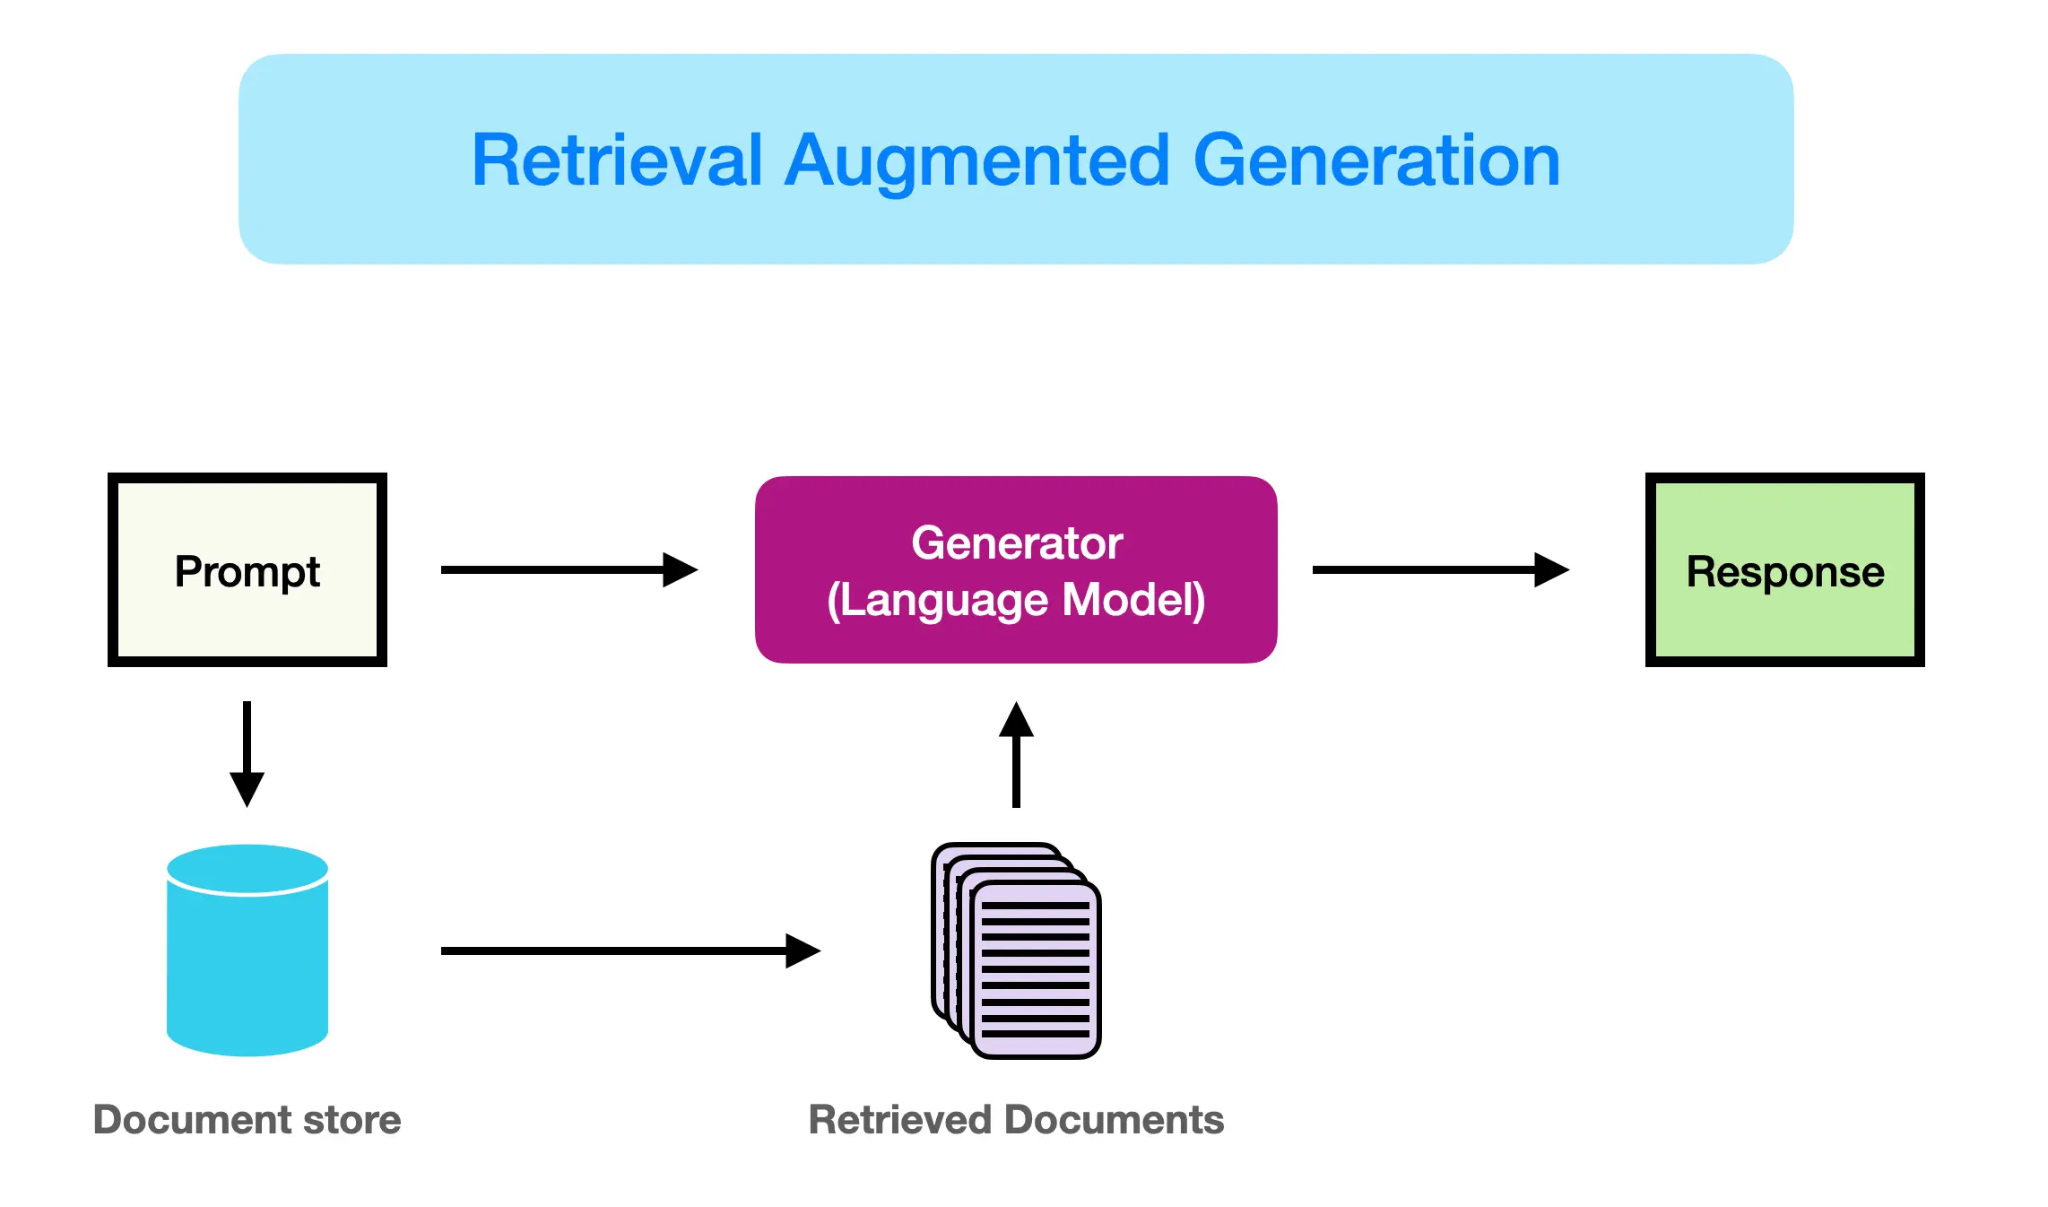 Retrieval Augmented Generation
Prompt
Generator
(Language Model)
Response
Document store
Retrieved Documents